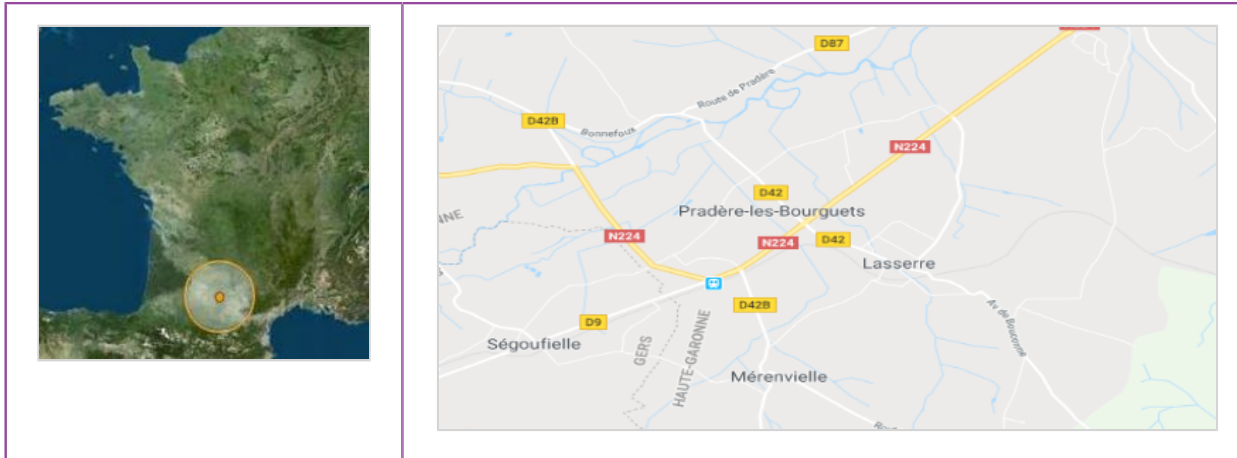 D87
Route de Pradère
D42B
Bonnefoux
N224
D42
Pradère-les-Bourguets
NNE
N224
N224
D42
Lasserre
D42B
Av. de Bouconne
D9
Ségoufielle
GERS
HAUTE-GARONNE
Mérenvielle